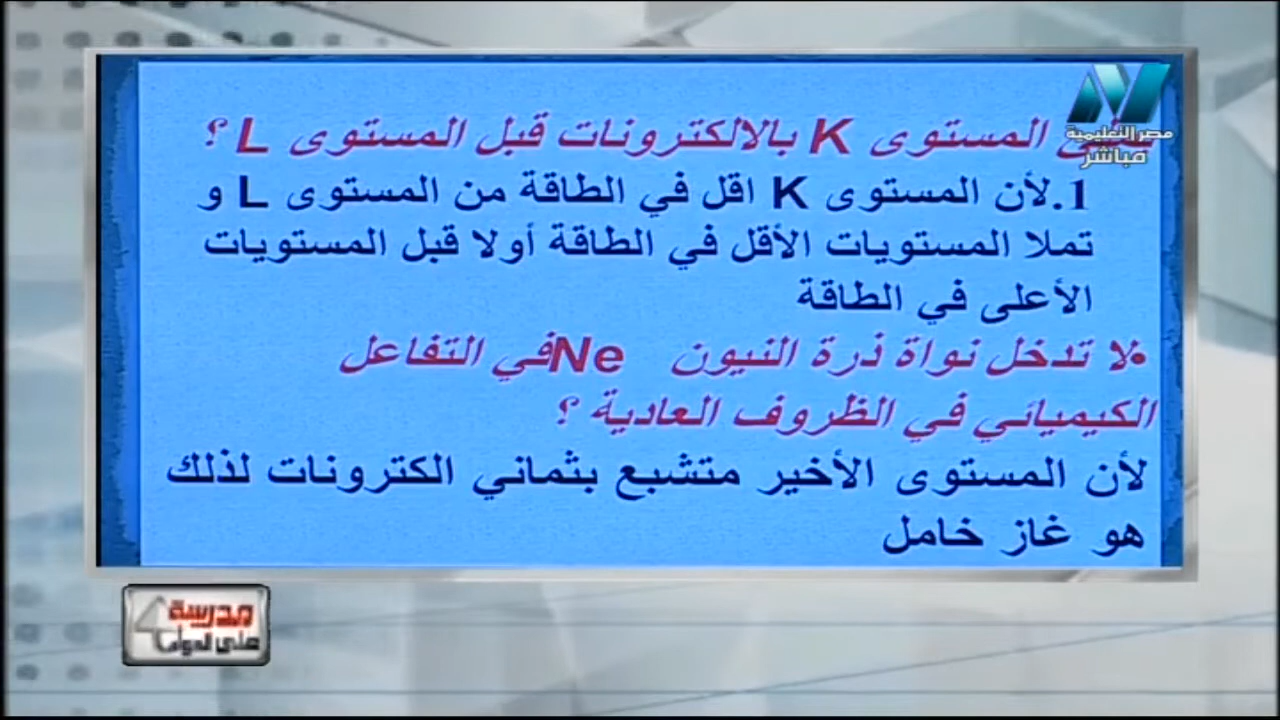 المستوى K بالالكترونات قبل المستوى L ؟
1.لأن المستوى K اقل في الطاقة من المستوى L و
تملا المستويات الأقل في الطاقة أولا قبل المستويات
الأعلى في الطاقة
•لا تدخل نواة ذرة النيون Ne في التفاعل
الكيميائي في الظروف العادية ؟
لأن المستوى الأخير متشبع بثماني الكترونات لذلك
هو غاز خامل
مصر التعليمية
مباشر
مدرسة
على الهواء